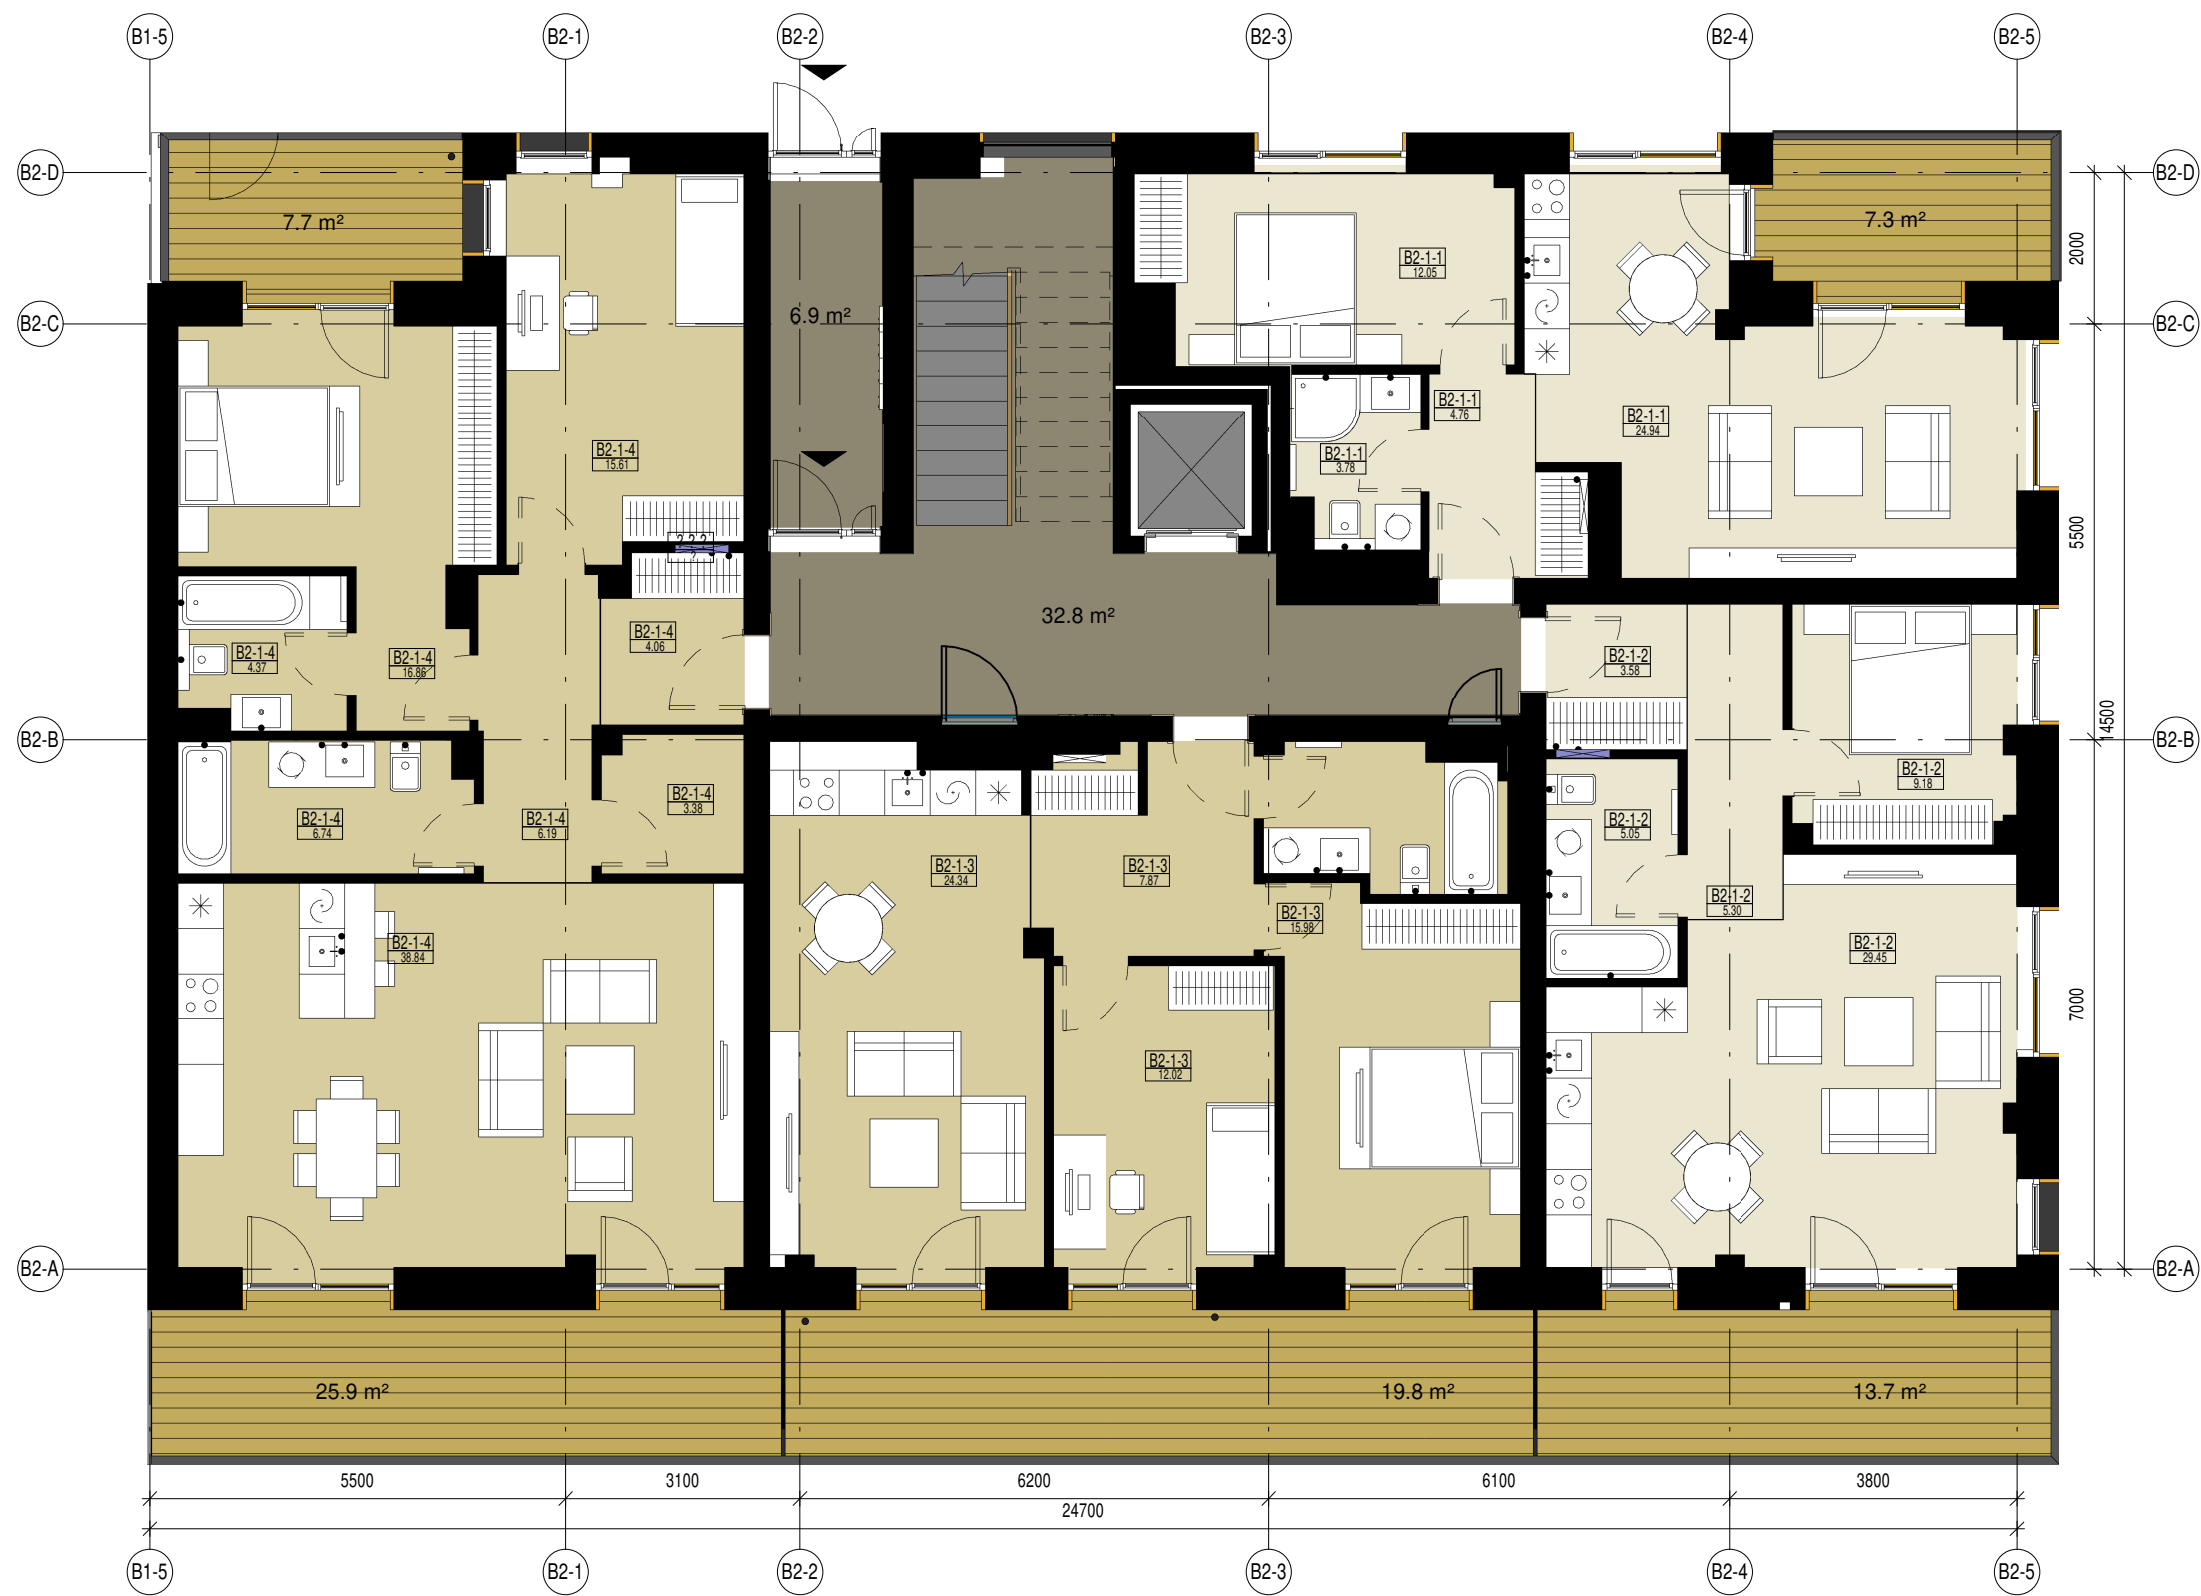 B1-5 B2-1 B2-2 B2-3 B2-4 B2-5
B2-D B2-D
7.7 m² 7.3 m²
2000
B2-1-1
12.05
B2-C 6.9 m² B2-C
B2-1-1
4.76
B2-1-1
24.94
B2-1-4
15.61
B2-1-1
3.78
5500
? ? ?
?
32.8 m²
B2-1-4
4.06
B2-1-4
4.37
B2-1-4
16.86
B2-1-2
3.58
14500
B2-B B2-B
B2-1-2
9.18
B2-1-4
3.38
B2-1-4
6.74
B2-1-4
6.19
B2-1-2
5.05
B2-1-3
24.34
B2-1-3
7.87
B2-1-2
5.30
B2-1-3
15.98
B2-1-4
38.84
B2-1-2
29.45
7000
B2-1-3
12.02
B2-A B2-A
25.9 m² 19.8 m² 13.7 m²
5500 3100 6200 6100 3800
24700
B1-5 B2-1 B2-2 B2-3 B2-4 B2-5